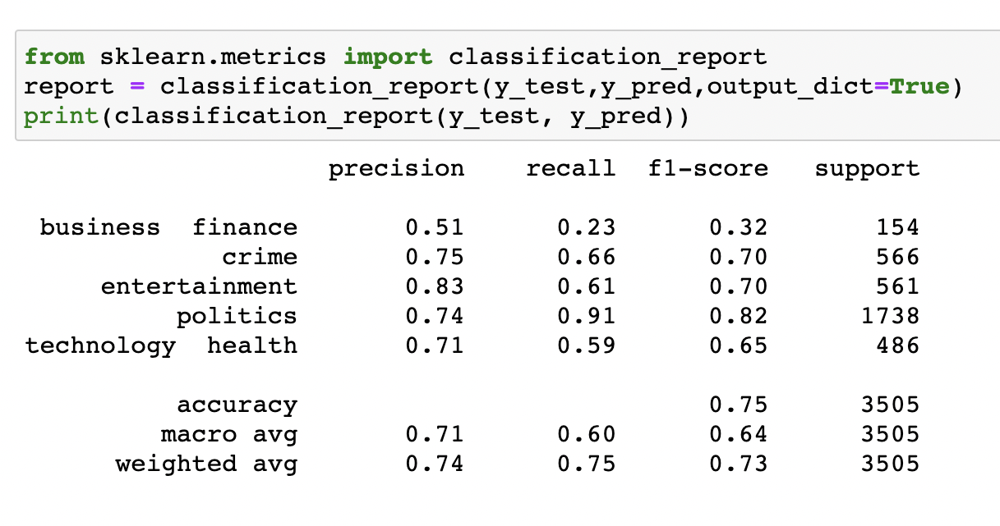 from sklearn.metrics import classification_report
report = classification_report(y_test,y_pred,output_dict=True)
print(classification_report(y_test, y_pred))
precision recall f1-score support
business  finance 0.51 0.23 0.32 154
crime 0.75 0.66 0.70 566
entertainment 0.83 0.61 0.70 561
politics 0.74 0.91 0.82 1738
technology  health 0.71 0.59 0.65 486
accuracy 0.75 3505
macro avg 0.71 0.60 0.64 3505
weighted avg 0.74 0.75 0.73 3505